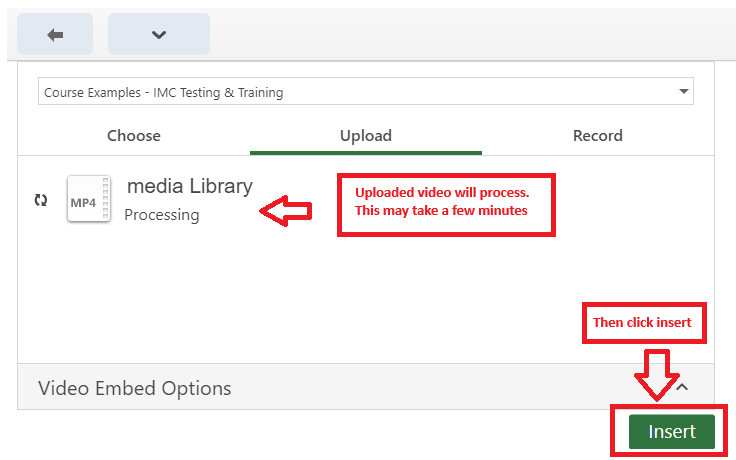 Course Examples - IMC Testing & Training
Choose
Upload
Record
MP4
media Library
Processing
Uploaded video will process.
This may take a few minutes
Then click insert
Video Embed Options
Insert